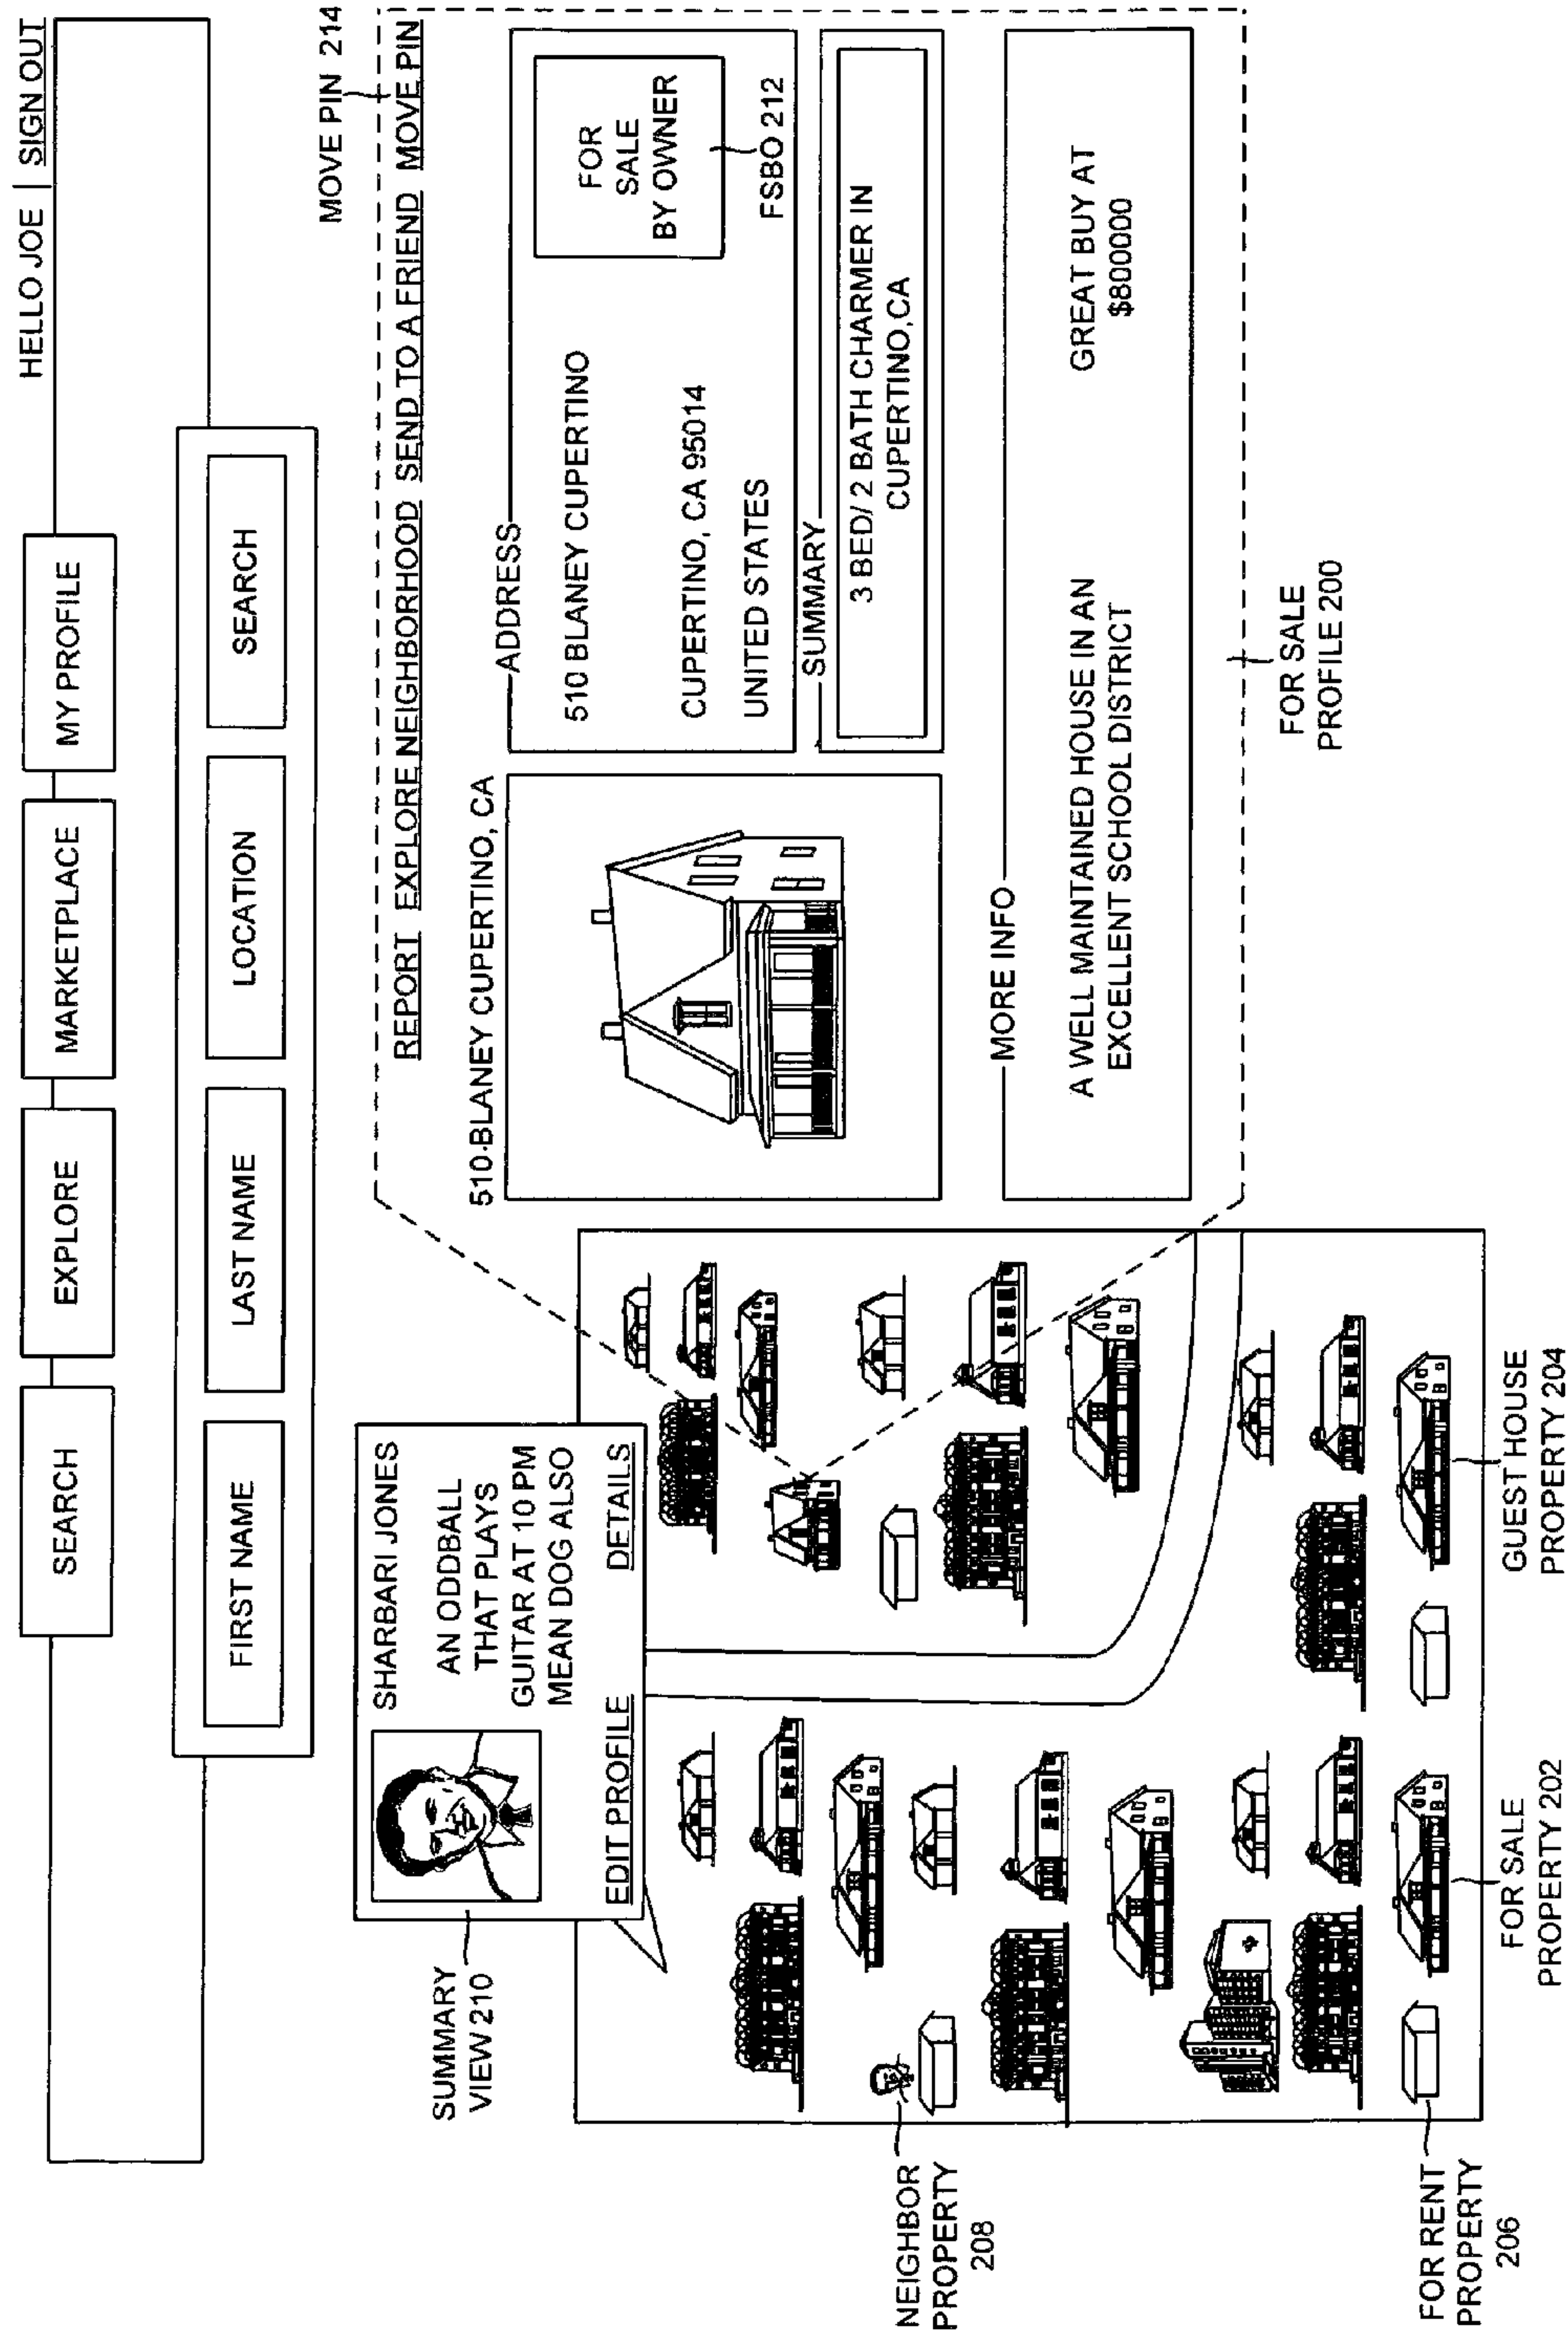 HELLO JOE | SIGN OUT
SEARCH
EXPLORE
MARKETPLACE
MY PROFILE
FIRST NAME
LAST NAME
LOCATION
SEARCH
MOVE PIN 214
SUMMARY
VIEW 210
SHARBARI JONES
AN ODDBALL
THAT PLAYS
GUITAR AT 10 PM
MEAN DOG ALSO
EDIT PROFILE DETAILS
REPORT EXPLORE NEIGHBORHOOD SEND TO A FRIEND MOVE PIN
510 BLANEY CUPERTINO, CA
ADDRESS
510 BLANEY CUPERTINO
CUPERTINO, CA 95014
UNITED STATES
FOR
SALE
BY OWNER
FSBO 212
SUMMARY
3 BED/ 2 BATH CHARMER IN
CUPERTINO,CA
MORE INFO
A WELL MAINTAINED HOUSE IN AN
EXCELLENT SCHOOL DISTRICT
GREAT BUY AT
$800000
FOR SALE
PROFILE 200
NEIGHBOR
PROPERTY
208
FOR RENT
PROPERTY
206
FOR SALE
PROPERTY 202
GUEST HOUSE
PROPERTY 204